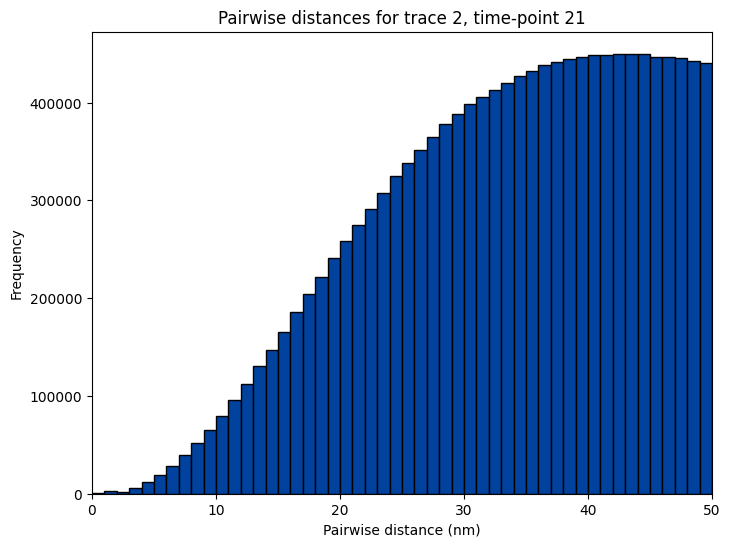 Pairwise distances for trace 2, time-point 21
Frequency
400000
300000
200000
100000
0
0 10 20 30 40 50
Pairwise distance (nm)